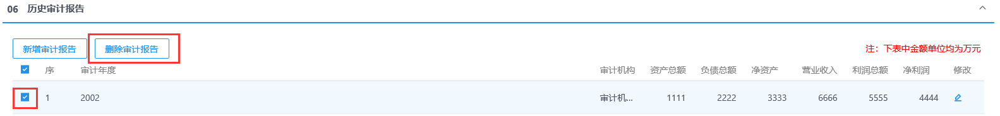 06 历史审计报告
新增审计报告 删除审计报告 注：下表中金额单位均为万元
序 审计年度 审计机构 资产总额 负债总额 净资产 营业收入 利润总额 净利润 修改
1 2002 审计机... 1111 2222 3333 6666 5555 4444